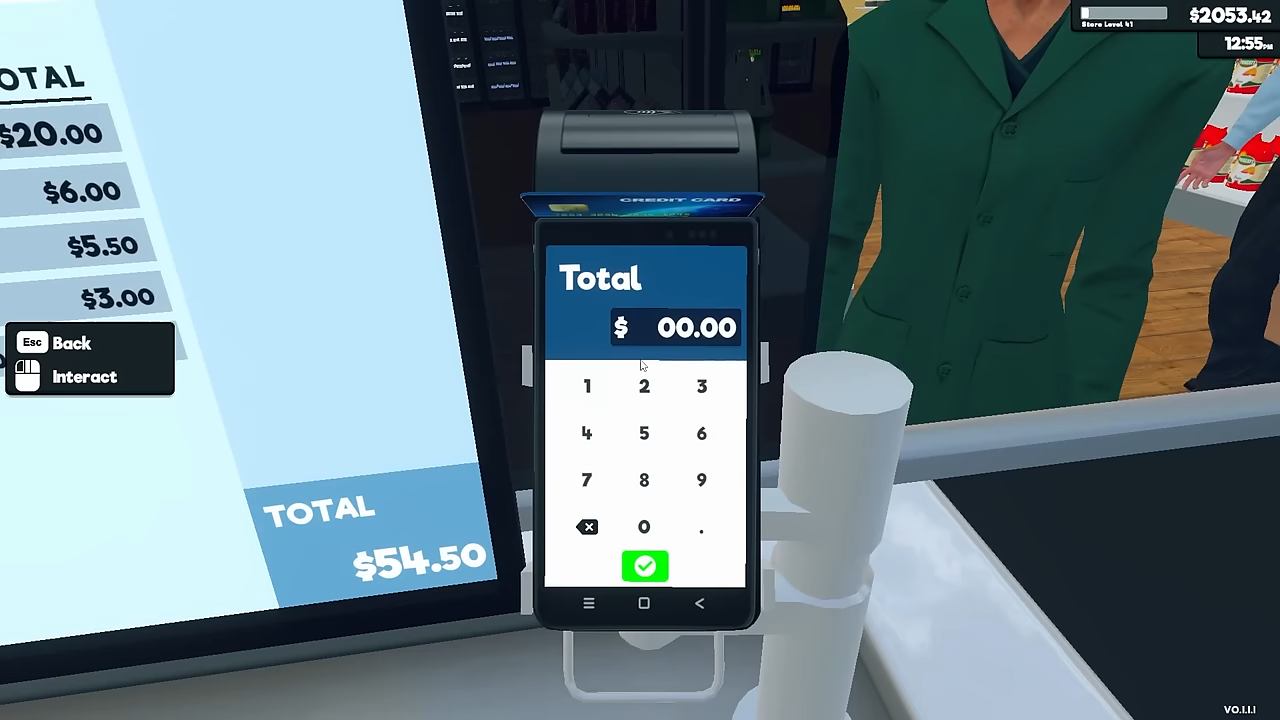 OTAL
$20.00
$6.00
$5.50
$3.00
Esc Back
Interact
TOTAL
$54.50
CREDIT CARD
Total
$ 00.00
1 2 3
4 5 6
7 8 9
0 .
$2053.42
Store Level 41
12:55PM
V0.1.1.1